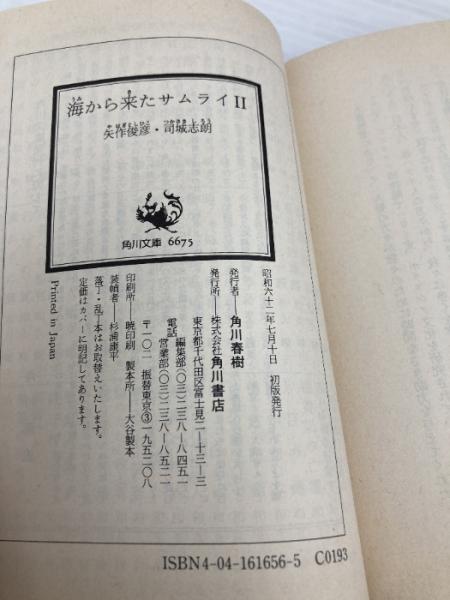 海から来たサムライII
矢作俊彦・司城志朗
角川文庫 6675
昭和六十二年七月十日 初版発行
発行者——角川春樹
発行所——株式会社角川書店
東京都千代田区富士見二—十三—三
電話 編集部(〇三)二三八—八四五一
営業部(〇三)二三八—八五二一
〒一〇二 振替東京③一九五二〇八
印刷所——暁印刷 製本所——大谷製本
装幀者——杉浦康平
落丁・乱丁本はお取替えいたします。
定価はカバーに明記してあります。
Printed in Japan
ISBN4-04-161656-5 C0193